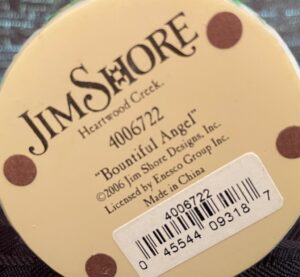 JIM SHORE
Heartwood Creek.
4006722
"Bountiful Angel"
©2006 Jim Shore Designs, Inc.
Licensed by Enesco Group Inc.
Made in China
4006722
0 45544 09318 7